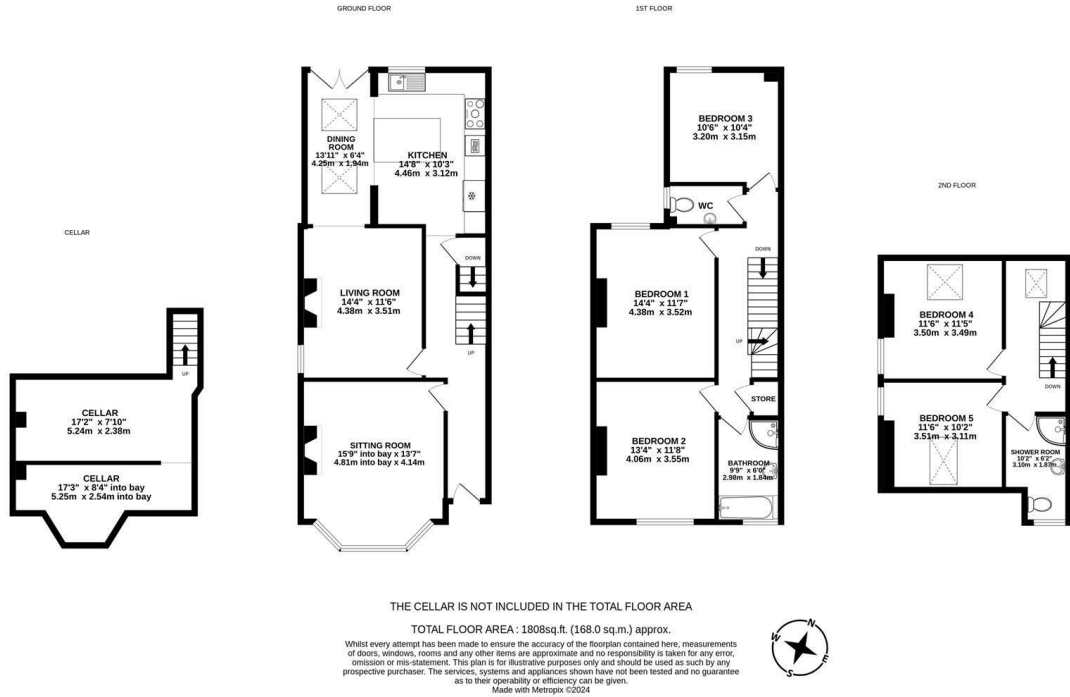 GROUND FLOOR
1ST FLOOR
2ND FLOOR
CELLAR
DINING
ROOM
13'11" x 6'4"
4.25m x 1.94m
KITCHEN
14'8" x 10'3"
4.46m x 3.12m
DOWN
LIVING ROOM
14'4" x 11'6"
4.38m x 3.51m
UP
SITTING ROOM
15'9" into bay x 13'7"
4.81m into bay x 4.14m
BEDROOM 3
10'6" x 10'4"
3.20m x 3.15m
WC
DOWN
BEDROOM 1
14'4" x 11'7"
4.38m x 3.52m
UP
STORE
BEDROOM 2
13'4" x 11'8"
4.06m x 3.55m
BATHROOM
9'9" x 6'0"
2.98m x 1.84m
BEDROOM 4
11'6" x 11'5"
3.50m x 3.49m
DOWN
BEDROOM 5
11'6" x 10'2"
3.51m x 3.11m
SHOWER ROOM
10'2" x 6'2"
3.10m x 1.87m
UP
CELLAR
17'2" x 7'10"
5.24m x 2.38m
CELLAR
17'3" x 8'4" into bay
5.25m x 2.54m into bay
THE CELLAR IS NOT INCLUDED IN THE TOTAL FLOOR AREA
TOTAL FLOOR AREA : 1808sq.ft. (168.0 sq.m.) approx.
Whilst every attempt has been made to ensure the accuracy of the floorplan contained here, measurements
of doors, windows, rooms and any other items are approximate and no responsibility is taken for any error,
omission or mis-statement. This plan is for illustrative purposes only and should be used as such by any
prospective purchaser. The services, systems and appliances shown have not been tested and no guarantee
as to their operability or efficiency can be given.
Made with Metropix ©2024
N
W
E
S